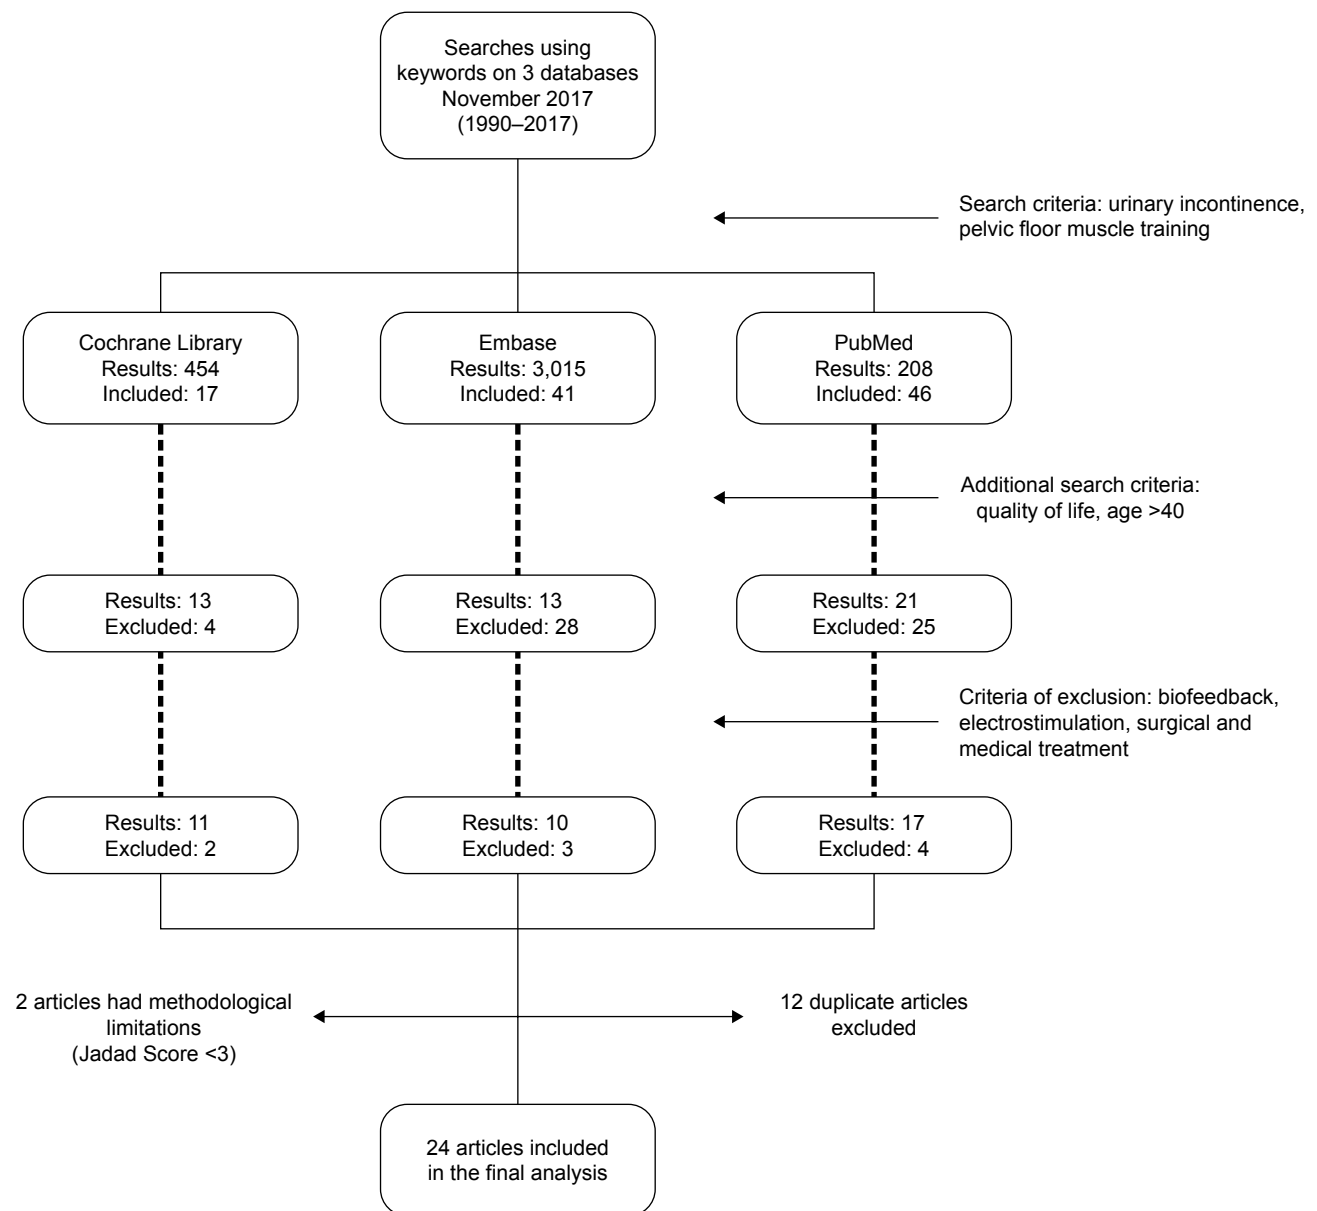 Searches using
keywords on 3 databases
November 2017
(1990–2017)
Search criteria: urinary incontinence,
pelvic floor muscle training
Cochrane Library
Results: 454
Included: 17
Embase
Results: 3,015
Included: 41
PubMed
Results: 208
Included: 46
Additional search criteria:
quality of life, age >40
Results: 13
Excluded: 4
Results: 13
Excluded: 28
Results: 21
Excluded: 25
Criteria of exclusion: biofeedback,
electrostimulation, surgical and
medical treatment
Results: 11
Excluded: 2
Results: 10
Excluded: 3
Results: 17
Excluded: 4
2 articles had methodological
limitations
(Jadad Score <3)
12 duplicate articles
excluded
24 articles included
in the final analysis